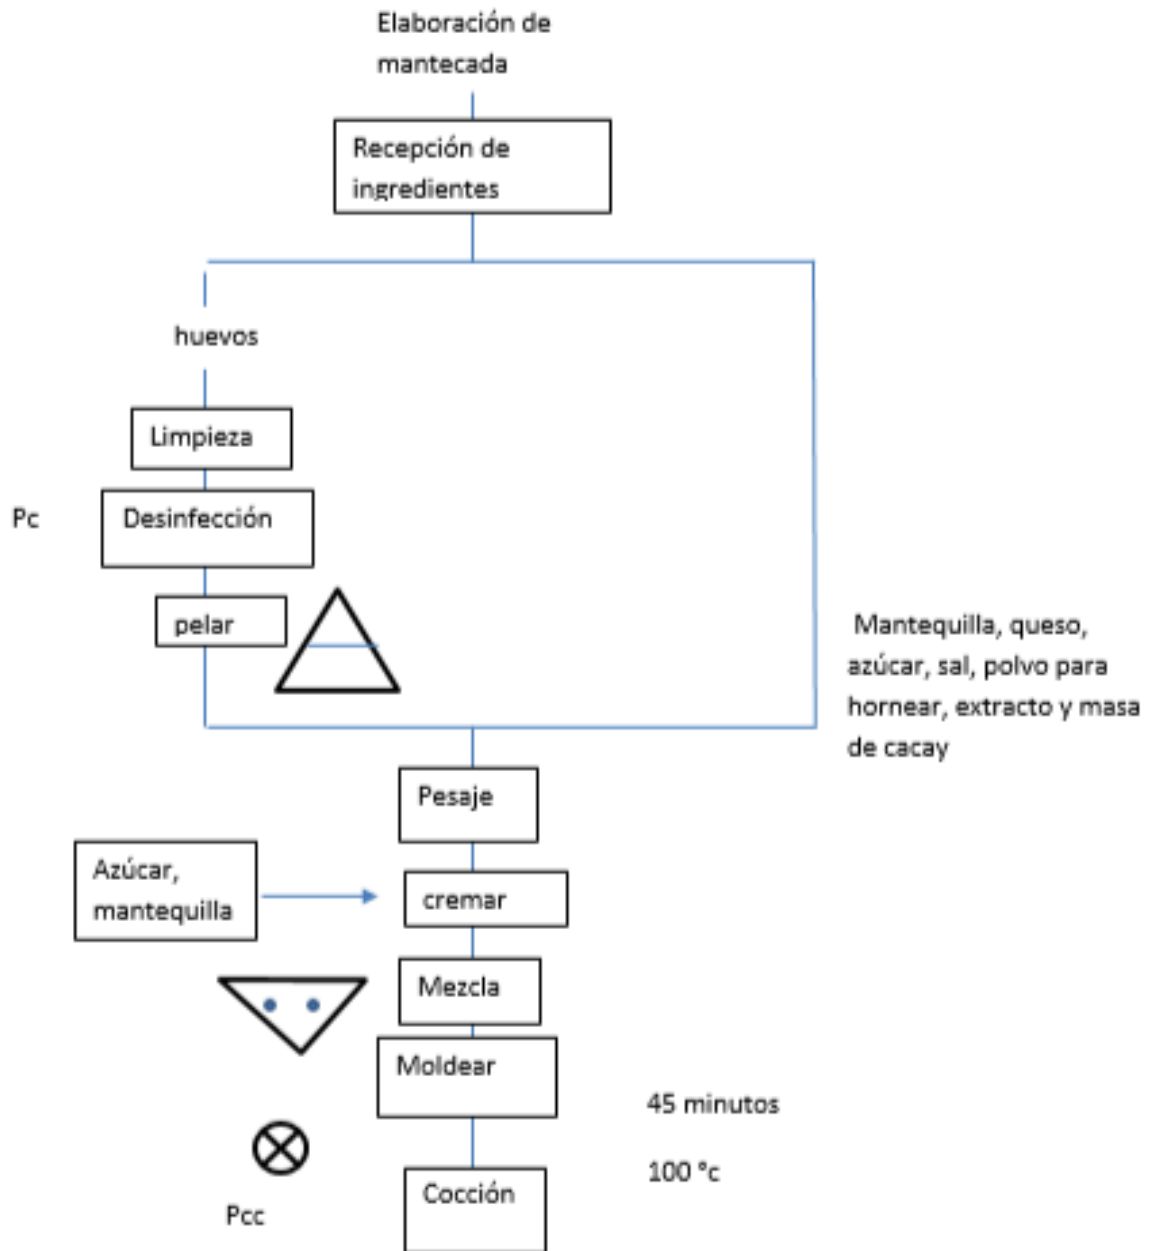 Elaboración de
mantecada
Recepción de
ingredientes
huevos
Limpieza
Pc
Desinfección
pelar
Mantequilla, queso,
azúcar, sal, polvo para
hornear, extracto y masa
de cacay
Pesaje
Azúcar,
mantequilla
cremar
Mezcla
Moldear
45 minutos
100 °c
Cocción
Pcc